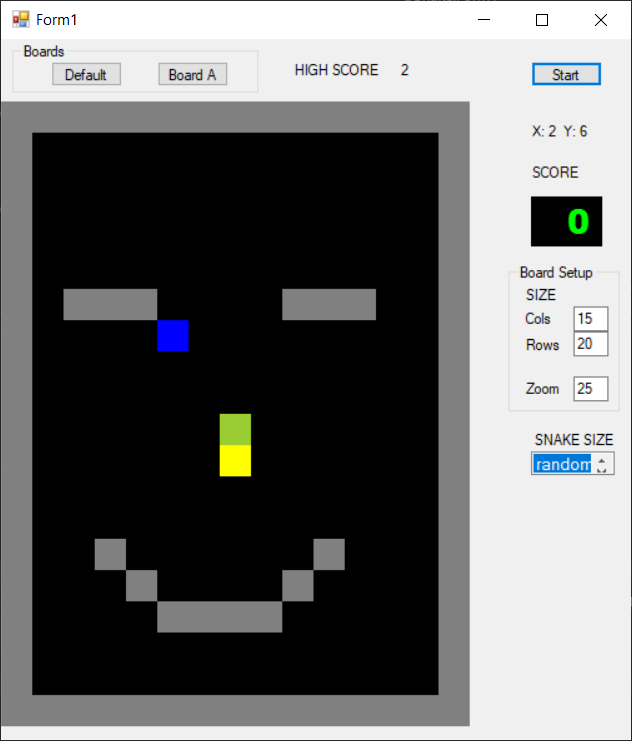 Form1
Boards
Default Board A
HIGH SCORE 2
Start
X: 2 Y: 6
SCORE
0
Board Setup
SIZE
Cols 15
Rows 20
Zoom 25
SNAKE SIZE
random